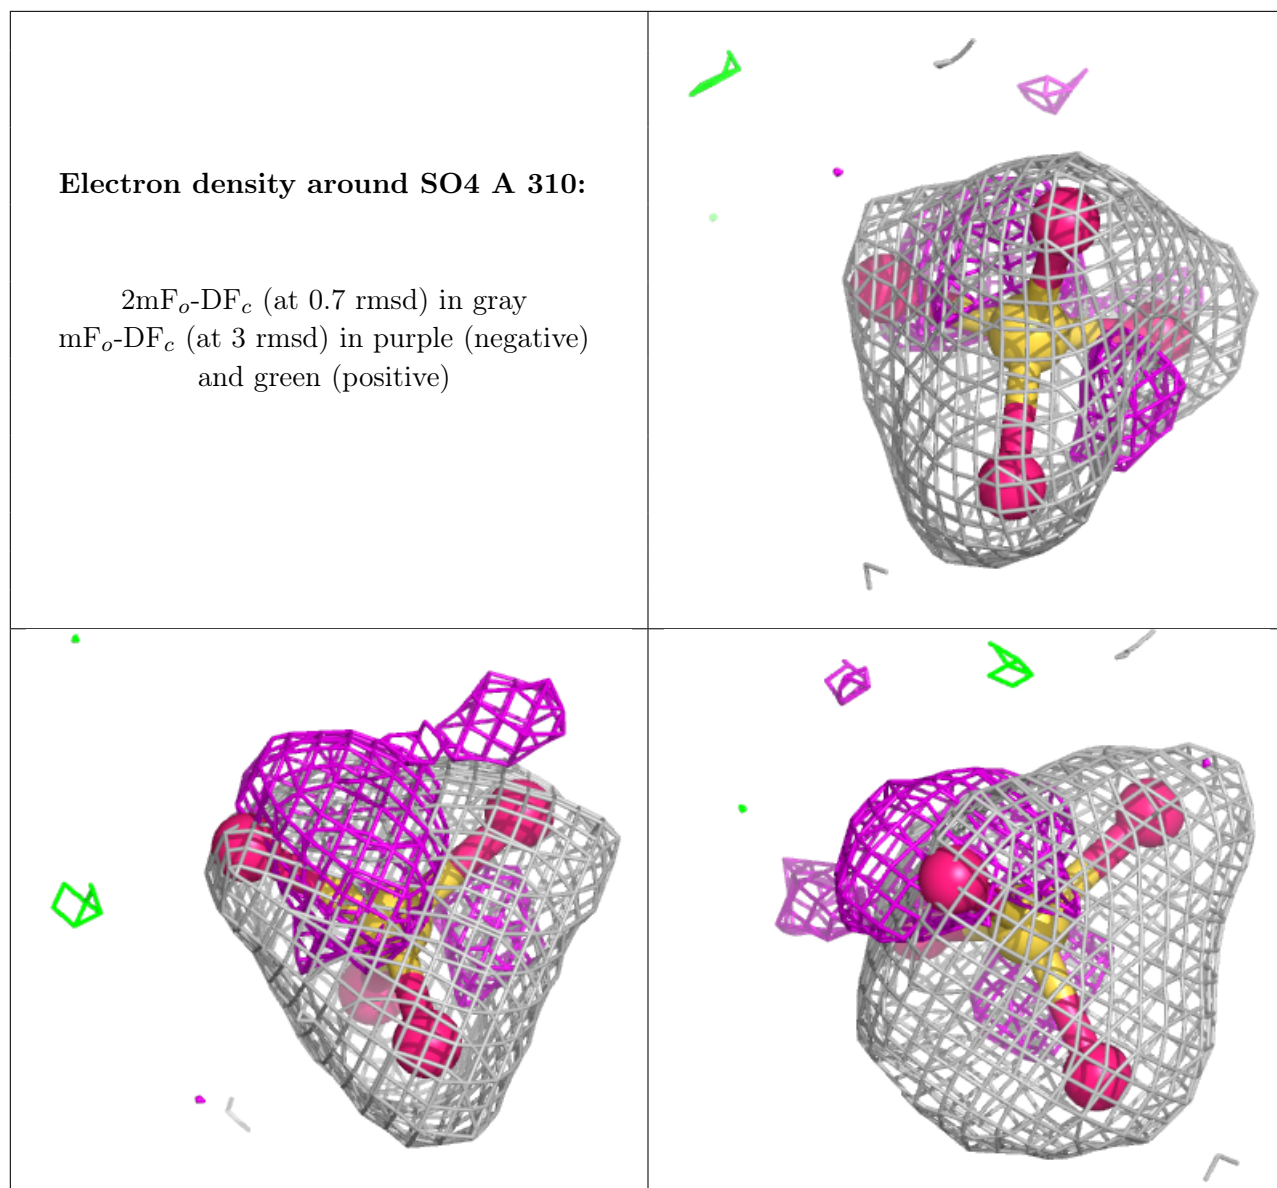 Electron density around SO4 A 310:
2mFo-DFc (at 0.7 rmsd) in gray
mFo-DFc (at 3 rmsd) in purple (negative)
and green (positive)